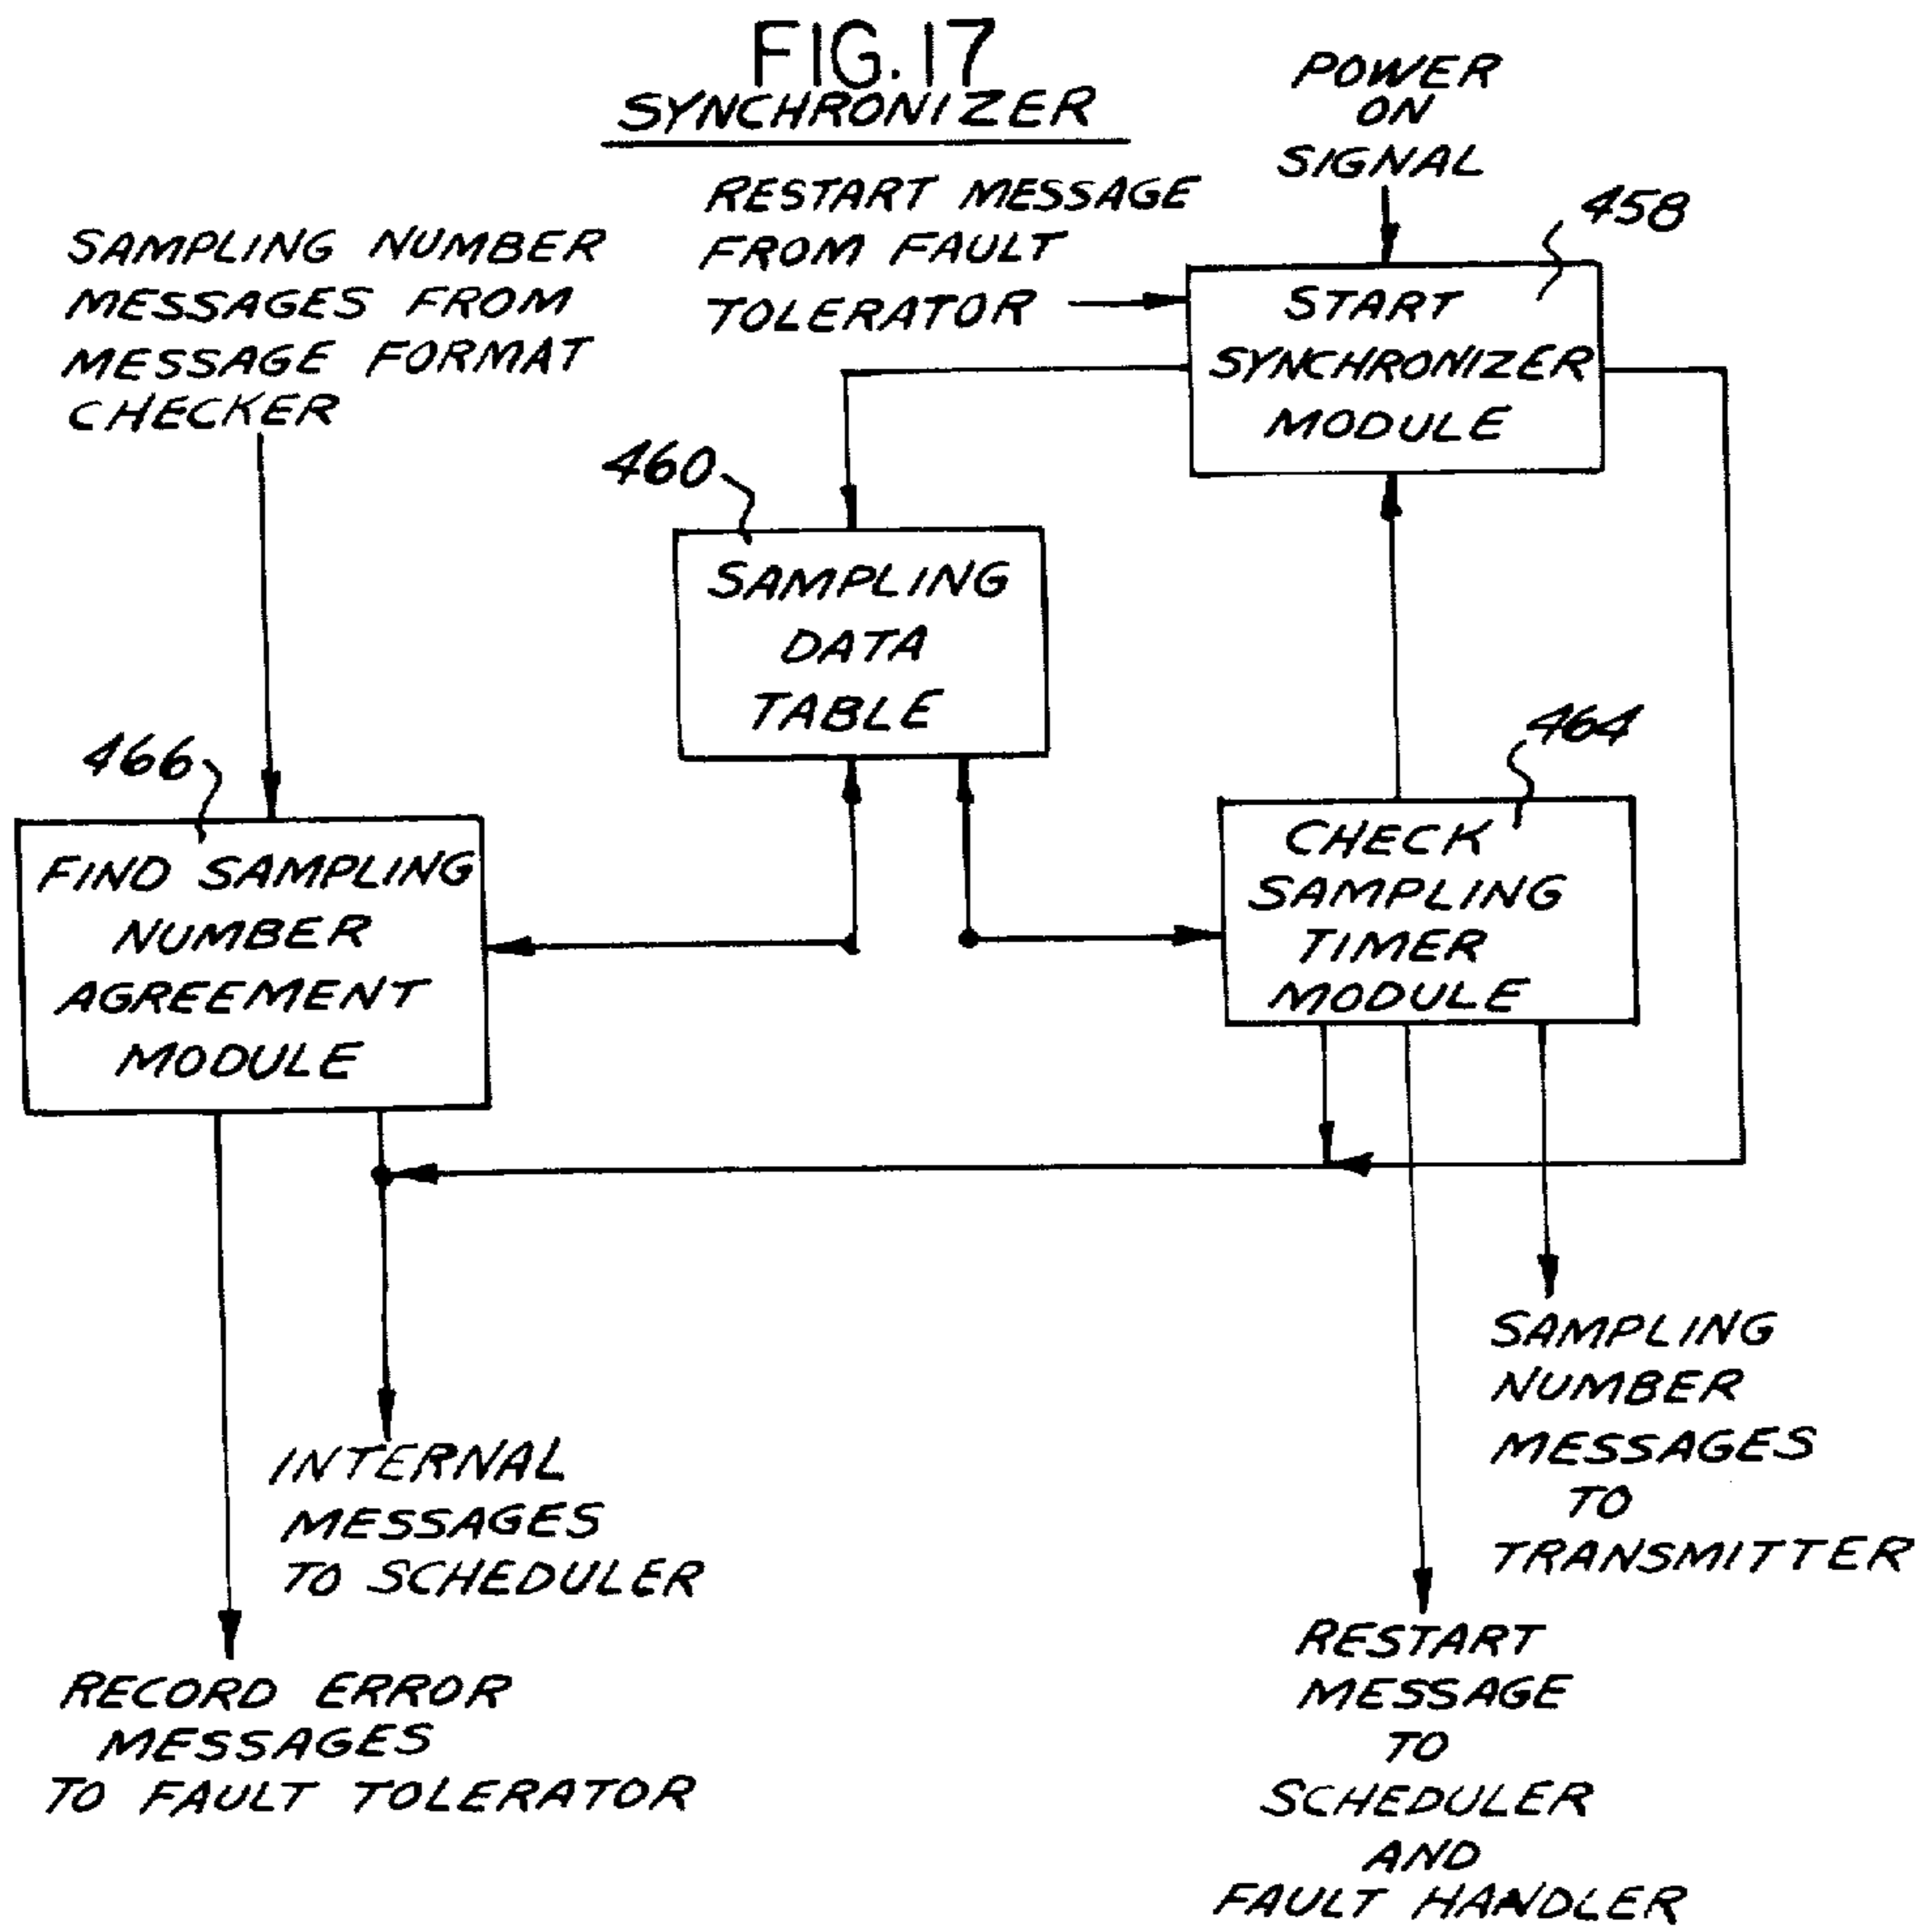 FIG. 17
SYNCHRONIZER
POWER
ON
SIGNAL
RESTART MESSAGE
FROM FAULT
TOLERATOR
458
SAMPLING NUMBER
MESSAGES FROM
MESSAGE FORMAT
CHECKER
START
SYNCHRONIZER
MODULE
460
SAMPLING
DATA
TABLE
466
FIND SAMPLING
NUMBER
AGREEMENT
MODULE
464
CHECK
SAMPLING
TIMER
MODULE
INTERNAL
MESSAGES
TO SCHEDULER
RECORD ERROR
MESSAGES
TO FAULT TOLERATOR
SAMPLING
NUMBER
MESSAGES
TO
TRANSMITTER
RESTART
MESSAGE
TO
SCHEDULER
AND
FAULT HANDLER